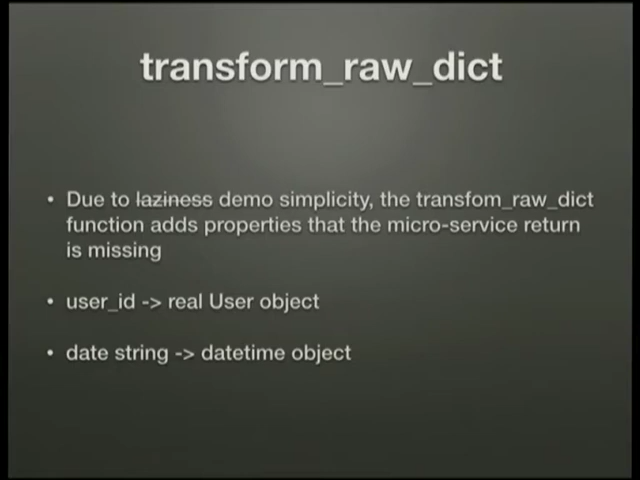 transform_raw_dict
• Due to laziness demo simplicity, the transfom_raw_dict
function adds properties that the micro-service return
is missing
• user_id -> real User object
• date string -> datetime object